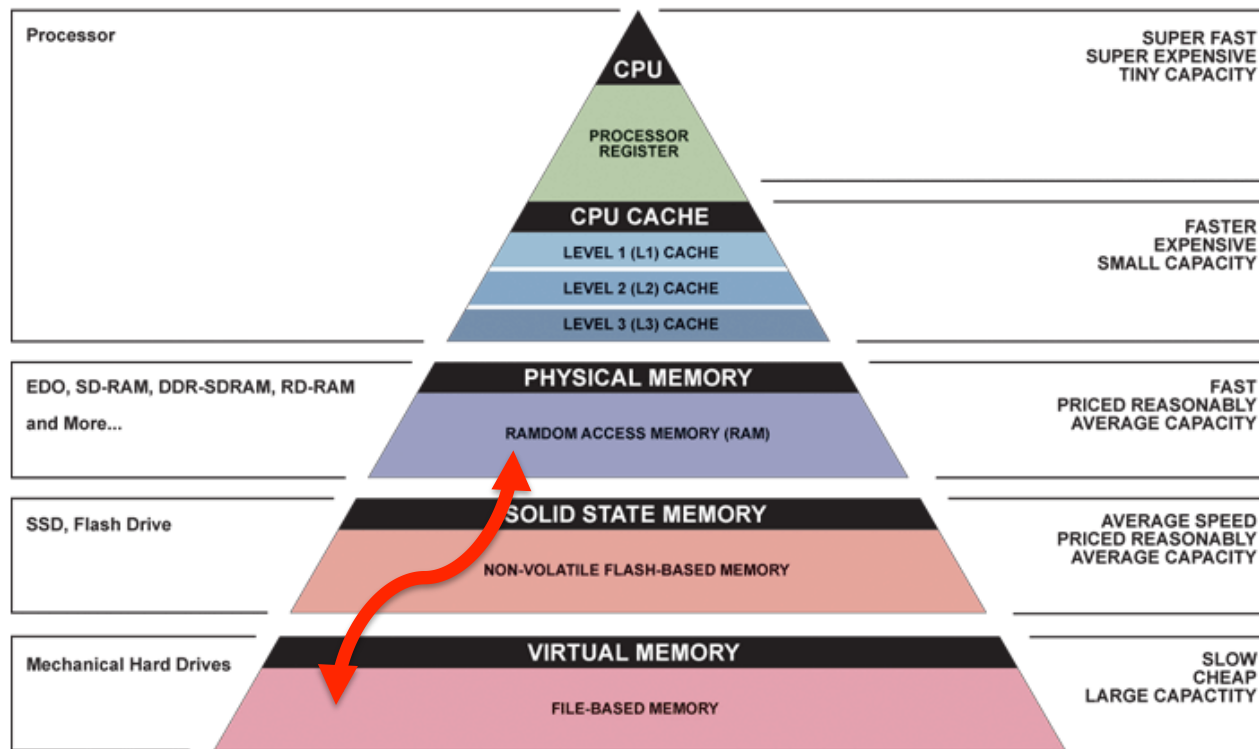 Processor
CPU
SUPER FAST
SUPER EXPENSIVE
TINY CAPACITY
PROCESSOR
REGISTER
CPU CACHE
LEVEL 1 (L1) CACHE
LEVEL 2 (L2) CACHE
LEVEL 3 (L3) CACHE
FASTER
EXPENSIVE
SMALL CAPACITY
EDO, SD-RAM, DDR-SDRAM, RD-RAM
and More...
PHYSICAL MEMORY
RAMDOM ACCESS MEMORY (RAM)
FAST
PRICED REASONABLY
AVERAGE CAPACITY
SSD, Flash Drive
SOLID STATE MEMORY
NON-VOLATILE FLASH-BASED MEMORY
AVERAGE SPEED
PRICED REASONABLY
AVERAGE CAPACITY
Mechanical Hard Drives
VIRTUAL MEMORY
FILE-BASED MEMORY
SLOW
CHEAP
LARGE CAPACTITY